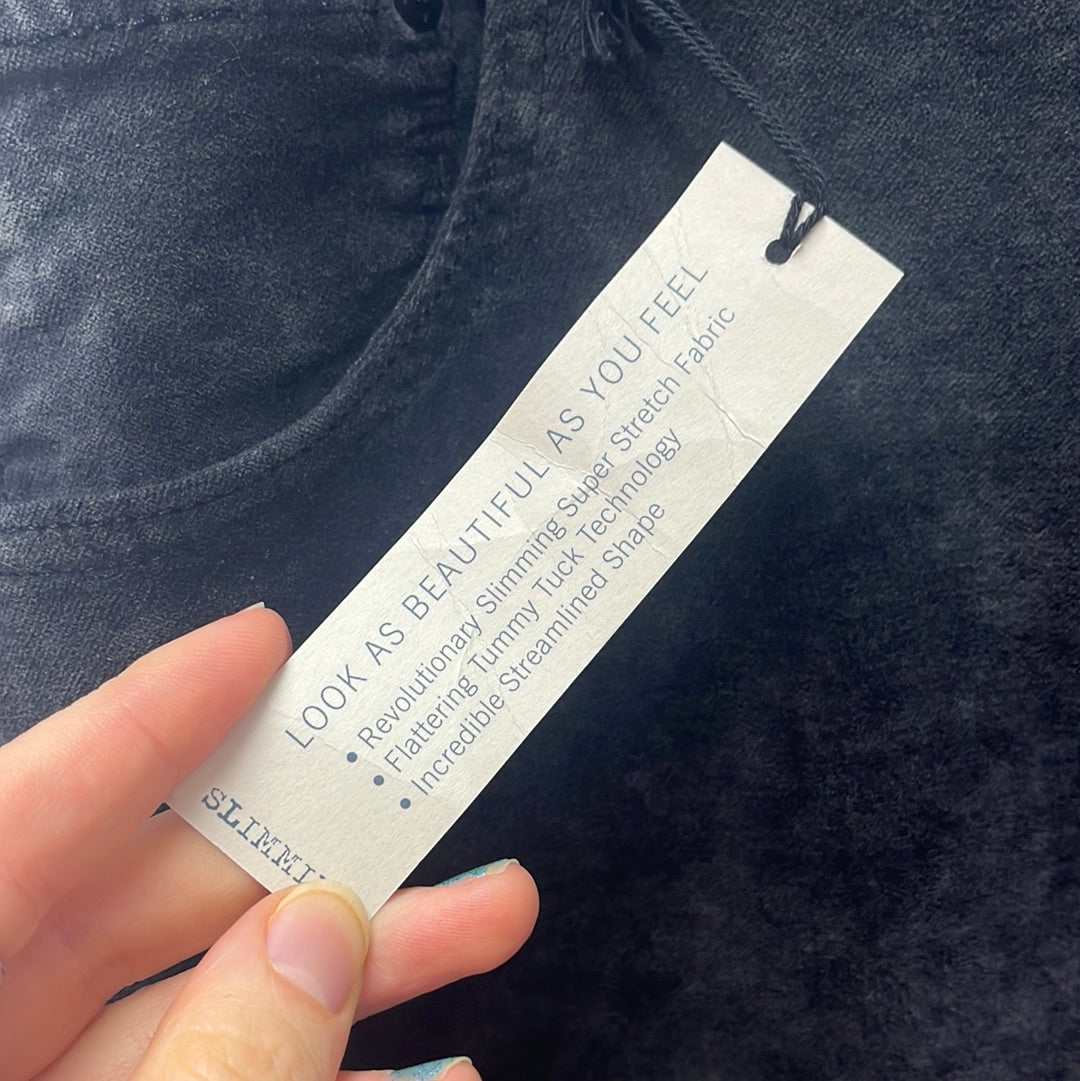 LOOK AS BEAUTIFUL AS YOU FEEL
• Revolutionary Slimming Super Stretch Fabric
• Flattering Tummy Tuck Technology
• Incredible Streamlined Shape